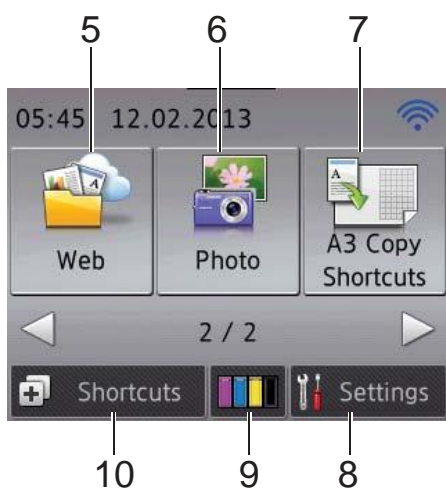 5 6 7
05:45 12.02.2013
A
A
Web Photo A3 Copy
Shortcuts
2 / 2
Shortcuts Settings
10 9 8